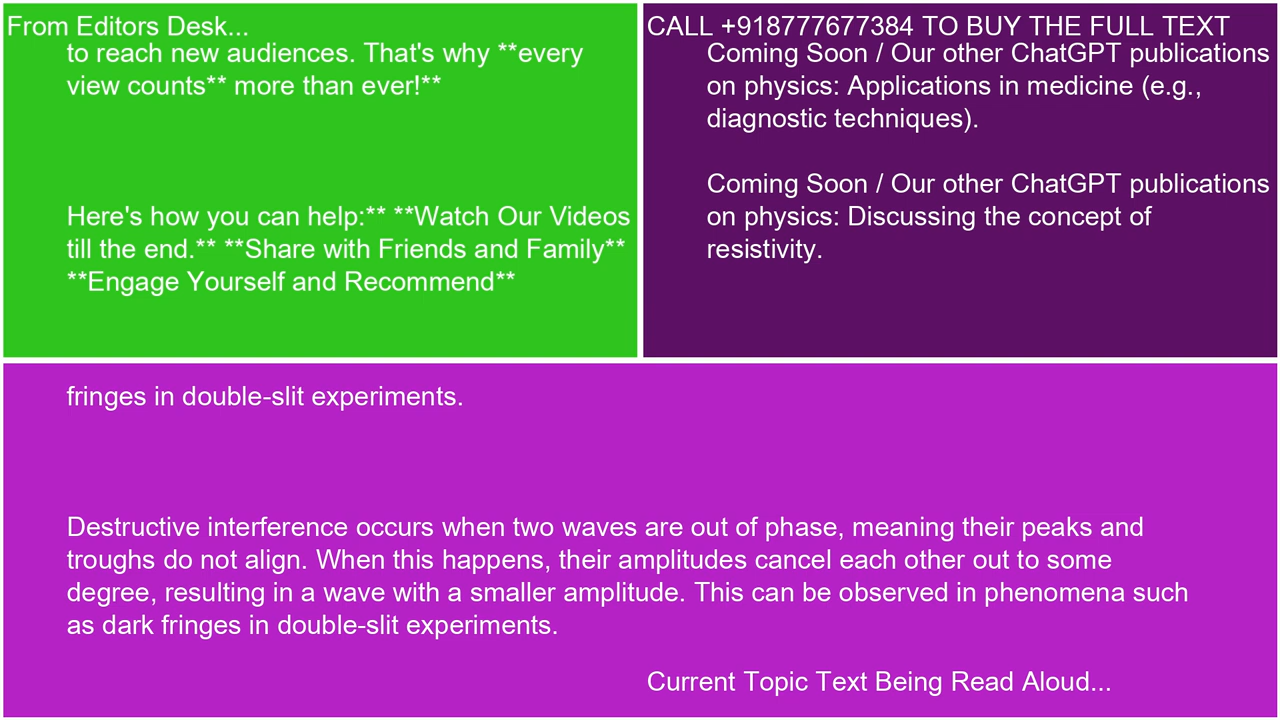 From Editors Desk...
to reach new audiences. That's why **every
view counts** more than ever!**
Here's how you can help:** **Watch Our Videos
till the end.** **Share with Friends and Family**
**Engage Yourself and Recommend**
CALL +918777677384 TO BUY THE FULL TEXT
Coming Soon / Our other ChatGPT publications
on physics: Applications in medicine (e.g.,
diagnostic techniques).
Coming Soon / Our other ChatGPT publications
on physics: Discussing the concept of
resistivity.
fringes in double-slit experiments.
Destructive interference occurs when two waves are out of phase, meaning their peaks and
troughs do not align. When this happens, their amplitudes cancel each other out to some
degree, resulting in a wave with a smaller amplitude. This can be observed in phenomena such
as dark fringes in double-slit experiments.
Current Topic Text Being Read Aloud...